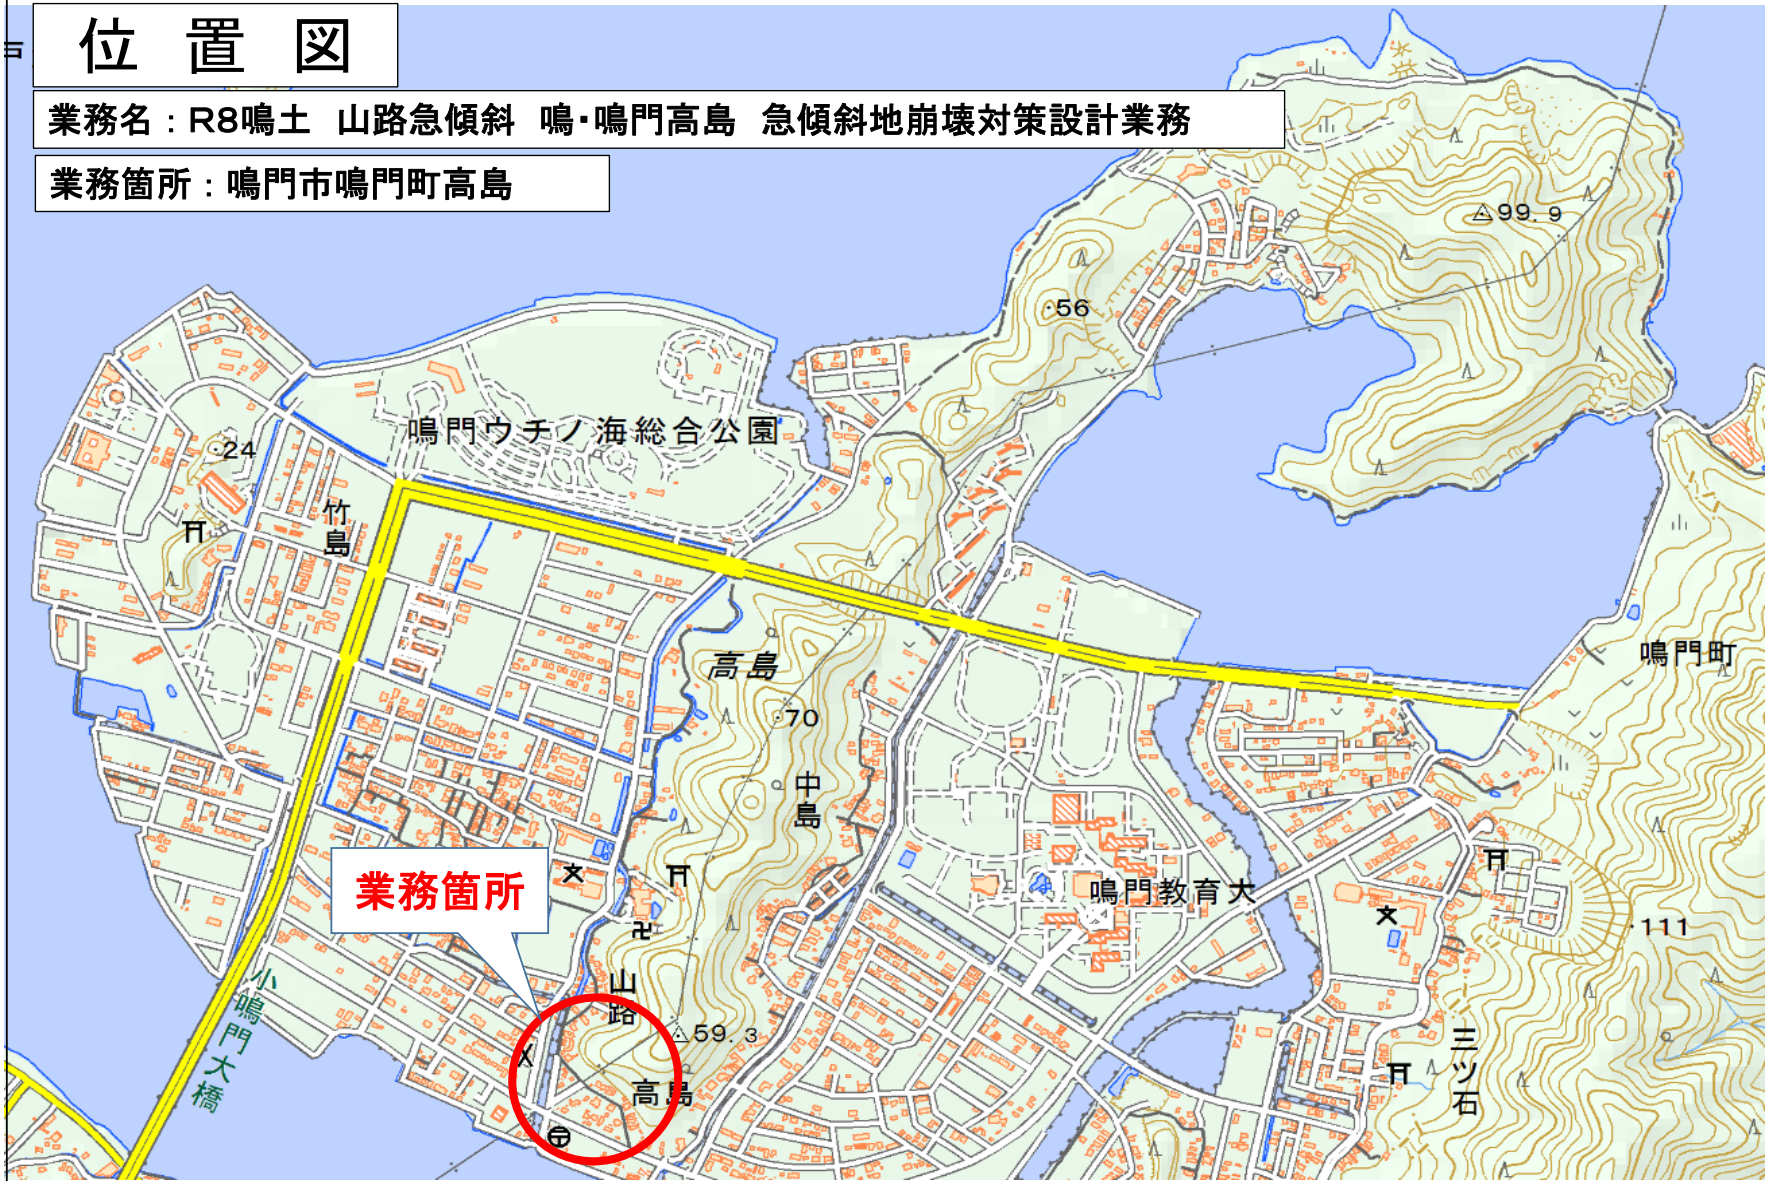 位 置 図
業務名：R8鳴土　山路急傾斜　鳴・鳴門高島　急傾斜地崩壊対策設計業務
業務箇所：鳴門市鳴門町高島
99.9
56
鳴門ウチノ海総合公園
24
竹島
鳴門町
高島
70
中島
業務箇所
鳴門教育大
111
山路
小鳴門大橋
59.3
三ツ石
高島